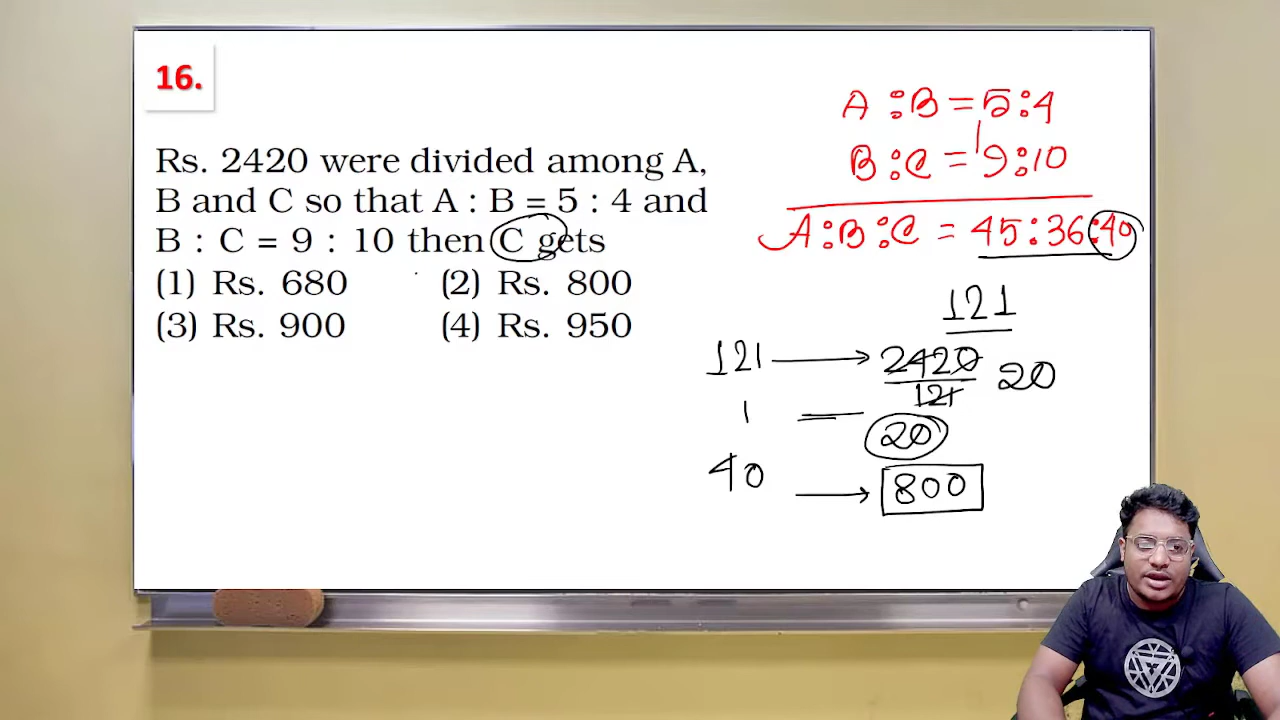 16.
Rs. 2420 were divided among A,
B and C so that A : B = 5 : 4 and
B : C = 9 : 10 then C gets
(1) Rs. 680 (2) Rs. 800
(3) Rs. 900 (4) Rs. 950
A : B = 5 : 4
B : C = 9 : 10
A : B : C = 45 : 36 : 40
121
121 → 2420/121 20
1 = 20
40 → 800